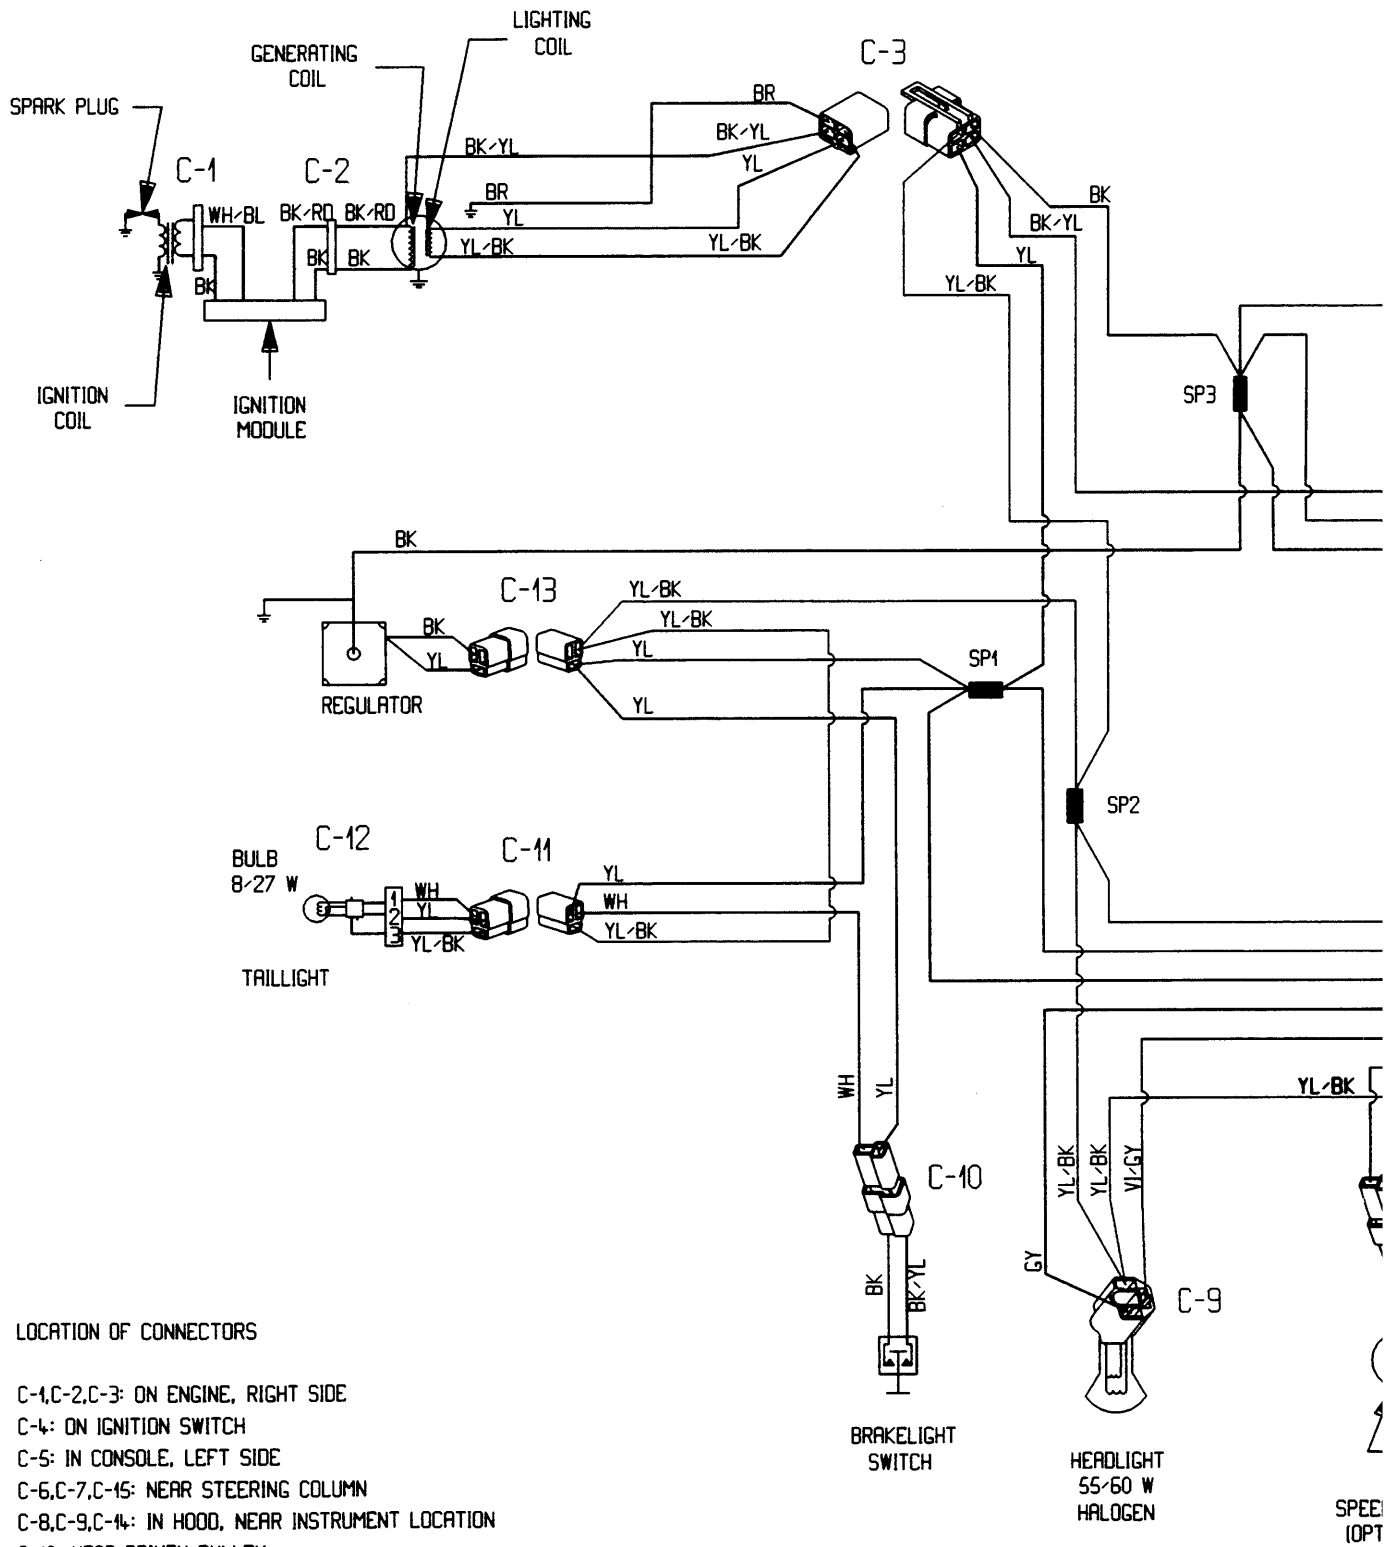 LIGHTING
COIL
GENERATING
COIL
SPARK PLUG
C-3
BR
BK/YL
BK/YL
YL
C-1
C-2
BR
BK
WH/BL
BK/RD
BK/RD
YL
BK/YL
YL/BK
YL/BK
YL
BK
BK
BK
YL/BK
IGNITION
COIL
IGNITION
MODULE
SP3
BK
C-13
YL/BK
YL/BK
BK
YL
YL
SP1
REGULATOR
YL
SP2
C-12
C-11
BULB
8/27 W
YL
WH
YL
WH
YL/BK
YL/BK
1
2
3
TAILLIGHT
WH
YL
YL/BK
C-10
YL/BK
YL/BK
VI/GY
GY
BK
BK/YL
C-9
LOCATION OF CONNECTORS
C-1,C-2,C-3: ON ENGINE, RIGHT SIDE
C-4: ON IGNITION SWITCH
C-5: IN CONSOLE, LEFT SIDE
C-6,C-7,C-15: NEAR STEERING COLUMN
C-8,C-9,C-14: IN HOOD, NEAR INSTRUMENT LOCATION
BRAKELIGHT
SWITCH
HEADLIGHT
55/60 W
HALOGEN
SPEE
(OPT